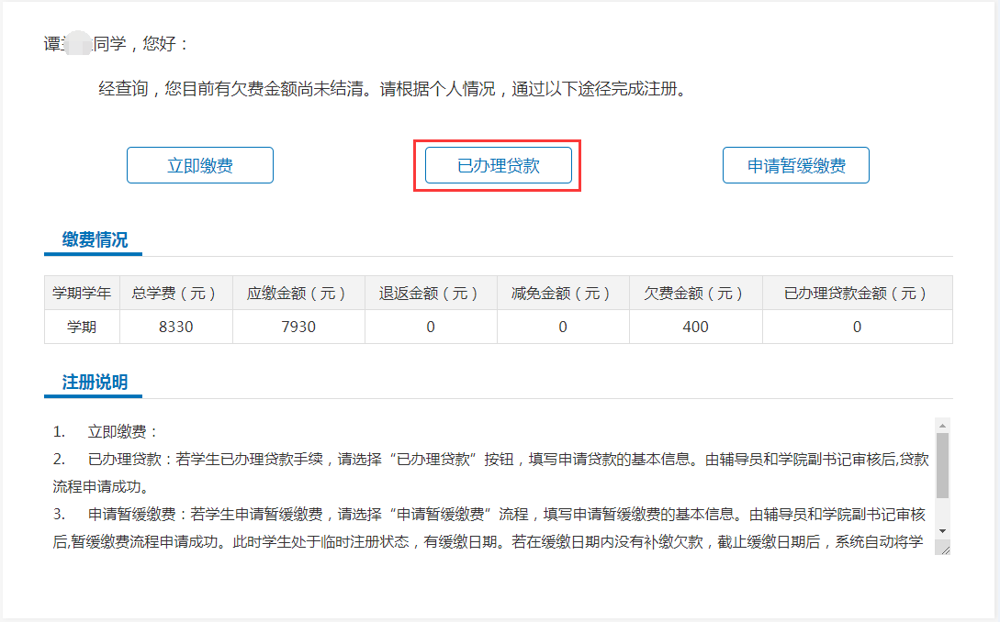 谭 同学，您好：
经查询，您目前有欠费金额尚未结清。请根据个人情况，通过以下途径完成注册。
立即缴费 已办理贷款 申请暂缓缴费
缴费情况
学期学年 总学费（元） 应缴金额（元） 退返金额（元） 减免金额（元） 欠费金额（元） 已办理贷款金额（元）
学期 8330 7930 0 0 400 0
注册说明
1. 立即缴费：
2. 已办理贷款：若学生已办理贷款手续，请选择“已办理贷款”按钮，填写申请贷款的基本信息。由辅导员和学院副书记审核后,贷款
流程申请成功。
3. 申请暂缓缴费：若学生申请暂缓缴费，请选择“申请暂缓缴费”流程，填写申请暂缓缴费的基本信息。由辅导员和学院副书记审核
后,暂缓缴费流程申请成功。此时学生处于临时注册状态，有缓缴日期。若在缓缴日期内没有补缴欠款，截止缓缴日期后，系统自动将学